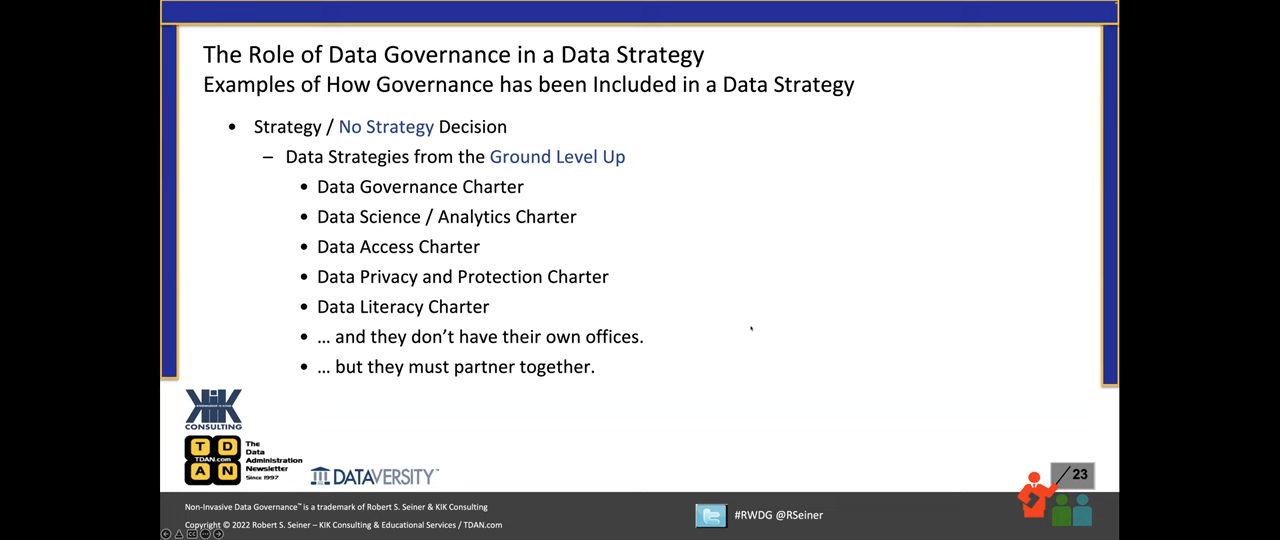 The Role of Data Governance in a Data Strategy
Examples of How Governance has been Included in a Data Strategy
• Strategy / No Strategy Decision
– Data Strategies from the Ground Level Up
• Data Governance Charter
• Data Science / Analytics Charter
• Data Access Charter
• Data Privacy and Protection Charter
• Data Literacy Charter
• … and they don’t have their own offices.
• … but they must partner together.
KIK
CONSULTING
T D
TDAN.com
A N
The
Data
Administration
Newsletter
Since 1997
DATAVERSITY™
23
Non-Invasive Data Governance™ is a trademark of Robert S. Seiner & KIK Consulting
Copyright © 2022 Robert S. Seiner – KIK Consulting & Educational Services / TDAN.com
#RWDG @RSeiner